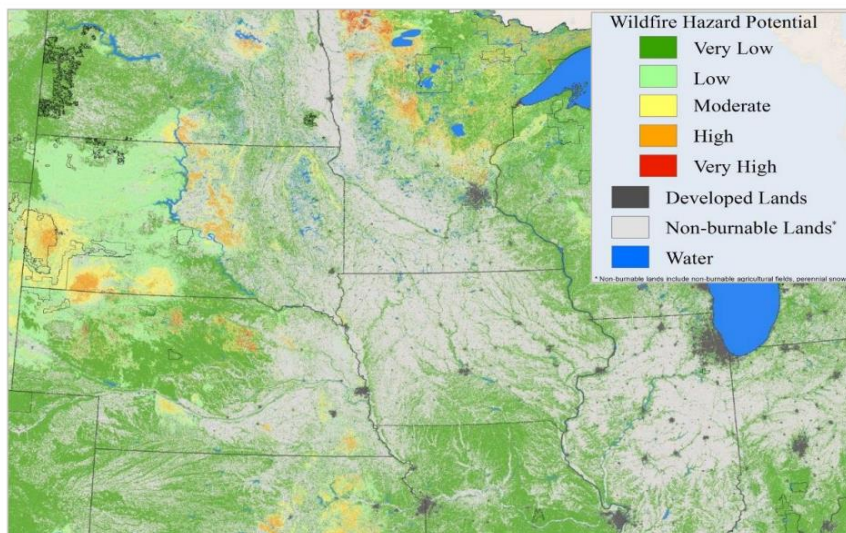 Wildfire Hazard Potential
Very Low
Low
Moderate
High
Very High
Developed Lands
Non-burnable Lands*
Water
* Non-burnable lands include non-burnable agricultural fields, perennial snow